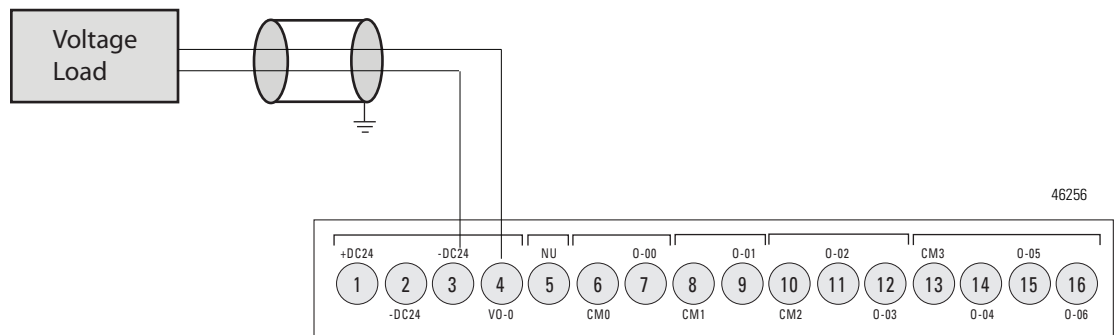 Voltage
Load
46256
+DC24 -DC24 NU O-00 O-01 O-02 CM3 O-05
1 2 3 4 5 6 7 8 9 10 11 12 13 14 15 16
-DC24 VO-0 CM0 CM1 CM2 O-03 O-04 O-06